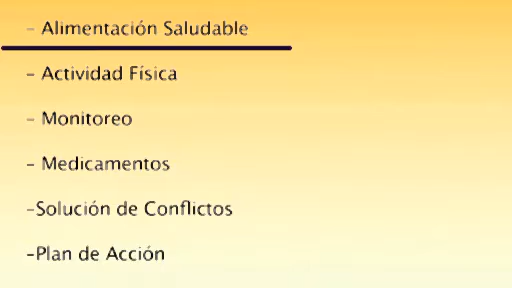 - Alimentación Saludable
- Actividad Física
- Monitoreo
- Medicamentos
-Solución de Conflictos
-Plan de Acción